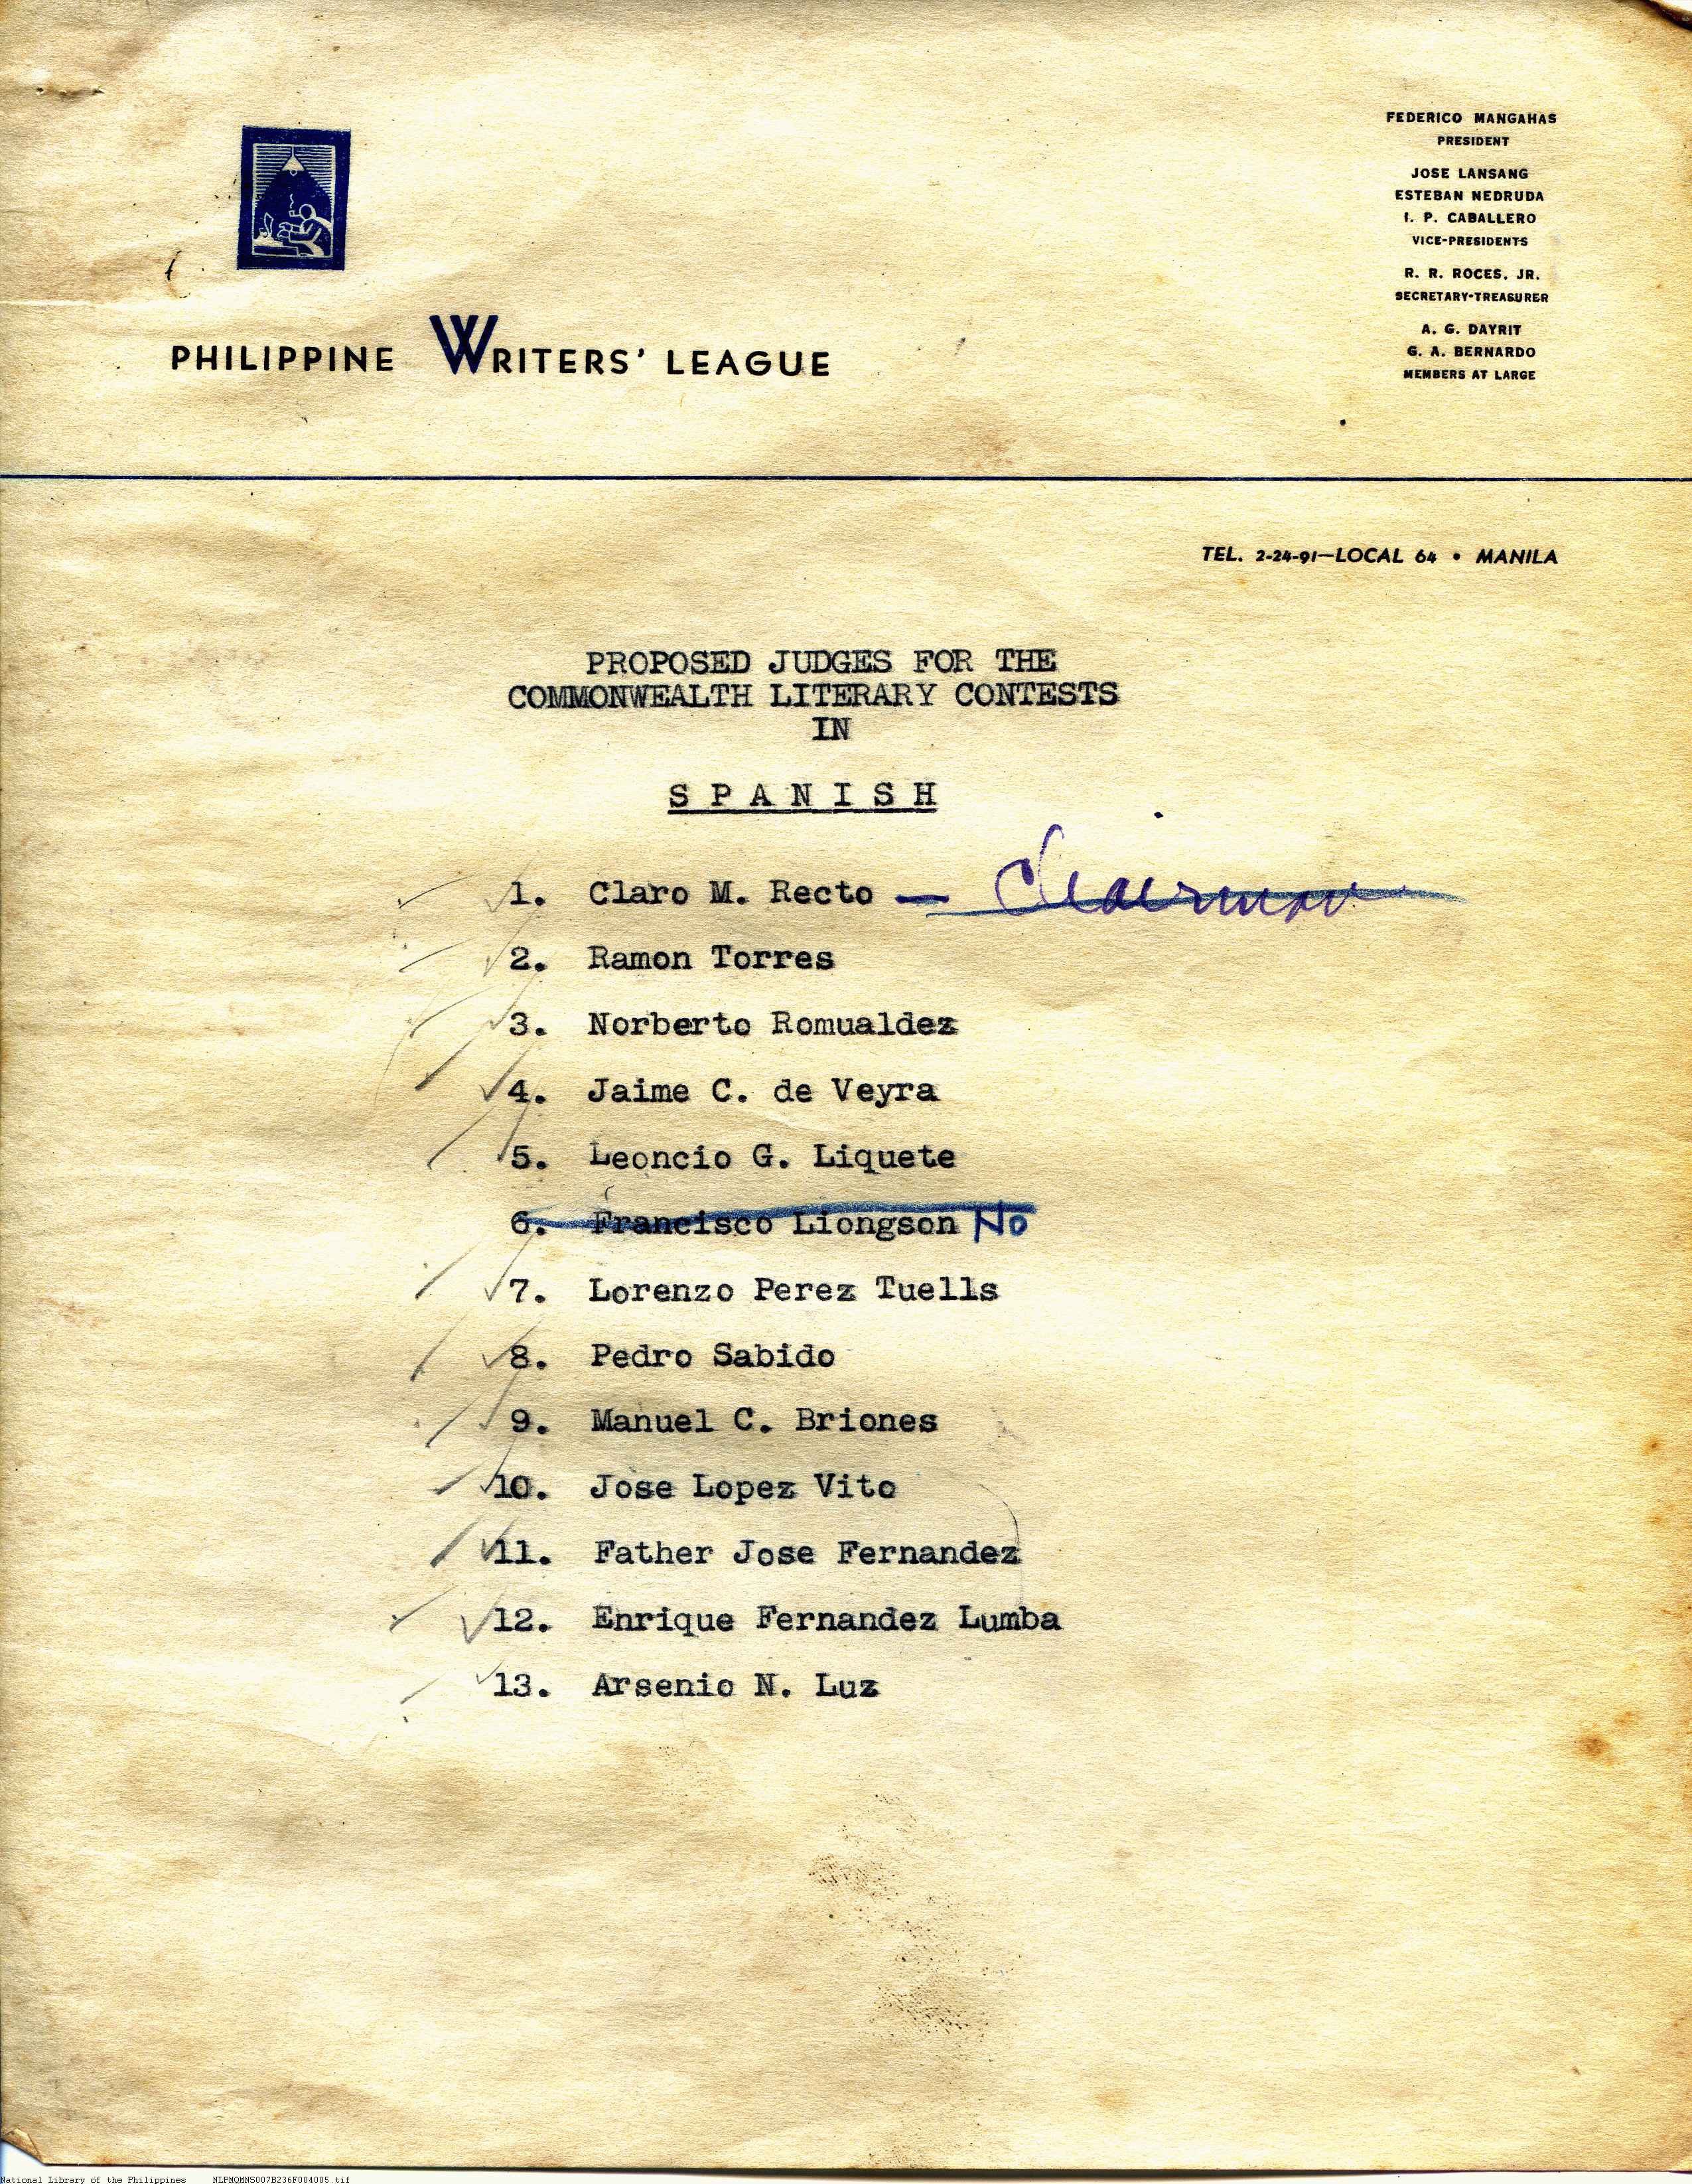 FEDERICO MANGAHAS
PRESIDENT
JOSE LANSANG
ESTEBAN NEDRUDA
I. P. CABALLERO
VICE-PRESIDENTS
R. R. ROCES, JR.
SECRETARY-TREASURER
A. G. DAYRIT
G. A. BERNARDO
MEMBERS AT LARGE
PHILIPPINE WRITERS' LEAGUE
TEL. 2-24-91—LOCAL 64 • MANILA
PROPOSED JUDGES FOR THE
COMMONWEALTH LITERARY CONTESTS
IN
S P A N I S H
1. Claro M. Recto — Chairman
2. Ramon Torres
3. Norberto Romualdez
4. Jaime C. de Veyra
5. Leoncio G. Liquete
6. Francisco Liongson No
7. Lorenzo Perez Tuells
8. Pedro Sabido
9. Manuel C. Briones
10. Jose Lopez Vito
11. Father Jose Fernandez
12. Enrique Fernandez Lumba
13. Arsenio N. Luz
National Library of the Philippines NLPMQMNS007B236F004005.tif